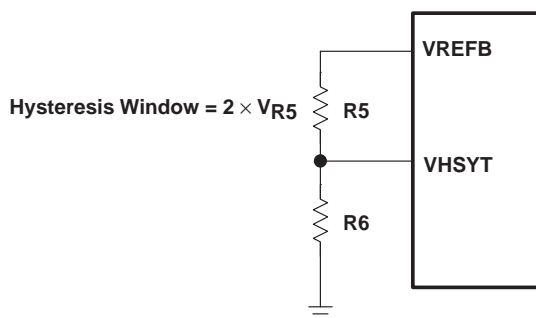 VREFB
Hysteresis Window = 2 × VR5
R5
VHSYT
R6